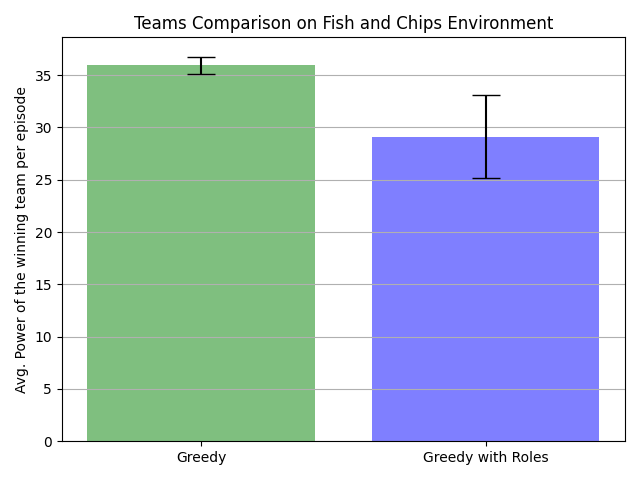 Teams Comparison on Fish and Chips Environment
Avg. Power of the winning team per episode
35
30
25
20
15
10
5
0
Greedy
Greedy with Roles